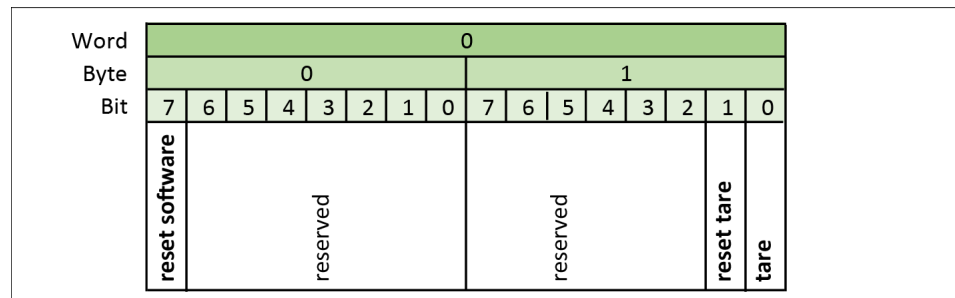 Word 0
Byte 0 1
Bit 7 6 5 4 3 2 1 0 7 6 5 4 3 2 1 0
reset software reserved reserved reset tare tare